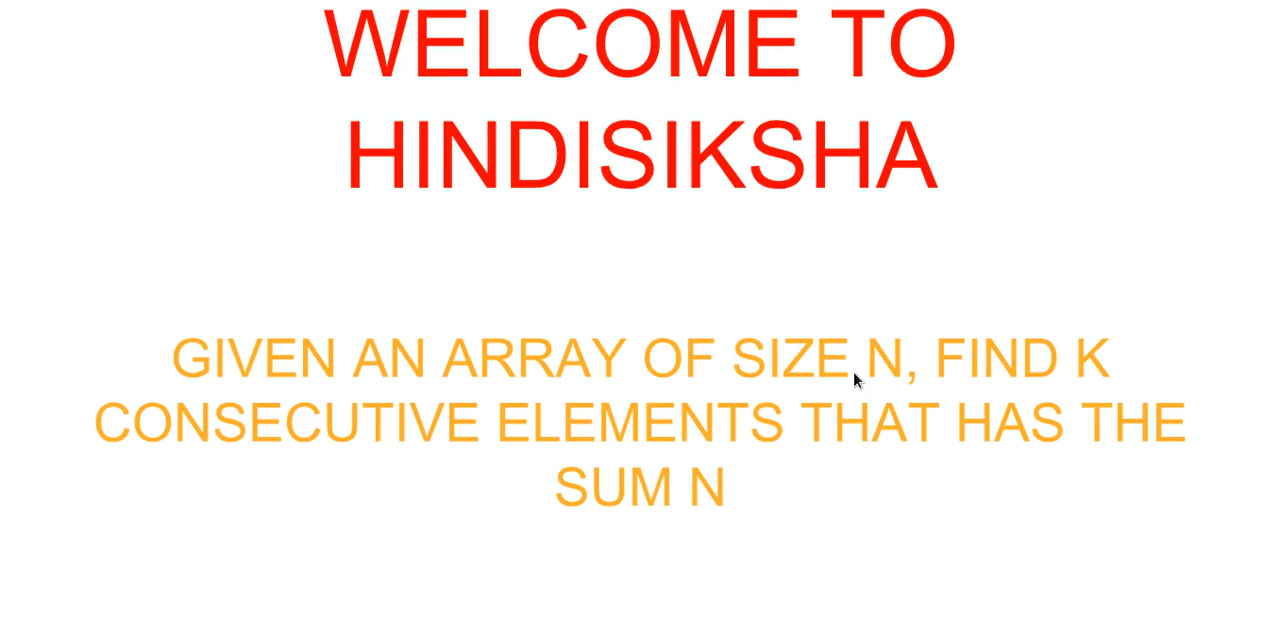 WELCOME TO
HINDISIKSHA
GIVEN AN ARRAY OF SIZE N, FIND K
CONSECUTIVE ELEMENTS THAT HAS THE
SUM N